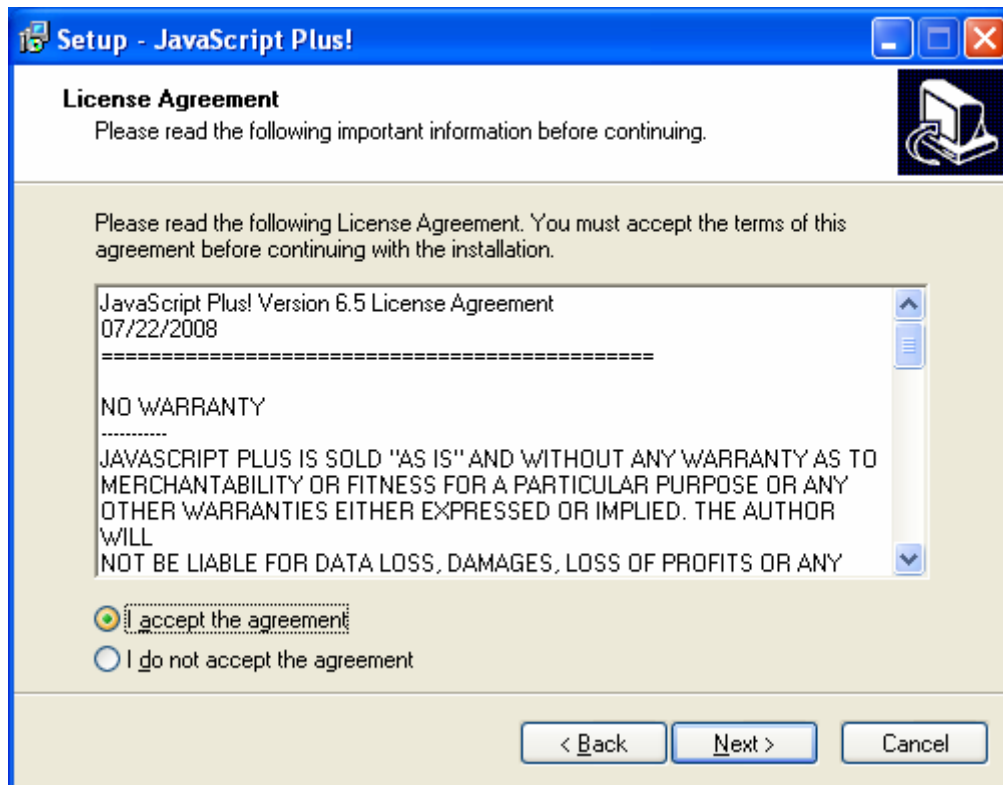 Setup - JavaScript Plus!
License Agreement
Please read the following important information before continuing.
Please read the following License Agreement. You must accept the terms of this
agreement before continuing with the installation.
JavaScript Plus! Version 6.5 License Agreement
07/22/2008
==============================================
NO WARRANTY
-----------
JAVASCRIPT PLUS IS SOLD "AS IS" AND WITHOUT ANY WARRANTY AS TO
MERCHANTABILITY OR FITNESS FOR A PARTICULAR PURPOSE OR ANY
OTHER WARRANTIES EITHER EXPRESSED OR IMPLIED. THE AUTHOR
WILL
NOT BE LIABLE FOR DATA LOSS, DAMAGES, LOSS OF PROFITS OR ANY
I accept the agreement
I do not accept the agreement
< Back Next > Cancel